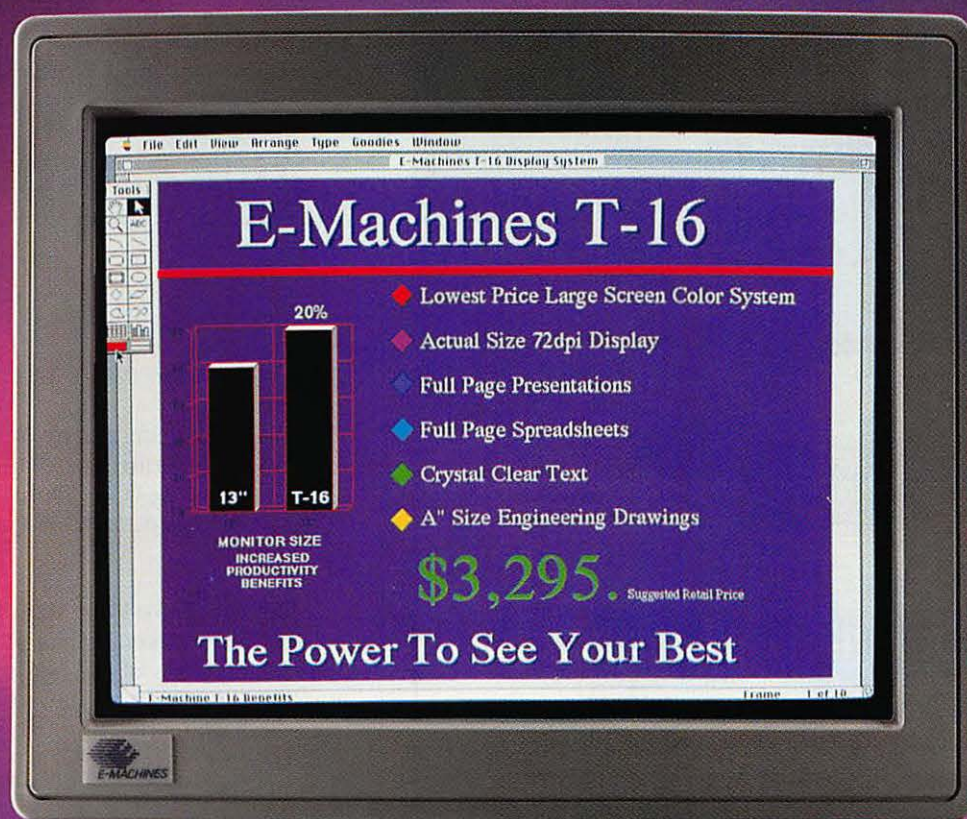 File Edit View Arrange Type Goodies Window
E-Machines T-16 Display System
Tools
ABC
E-Machines T-16
Lowest Price Large Screen Color System
Actual Size 72dpi Display
Full Page Presentations
Full Page Spreadsheets
Crystal Clear Text
A" Size Engineering Drawings
20%
13"
T-16
MONITOR SIZE
INCREASED
PRODUCTIVITY
BENEFITS
$3,295. Suggested Retail Price
The Power To See Your Best
E-Machine T-16 Benefits
Frame 1 of 10
E-MACHINES